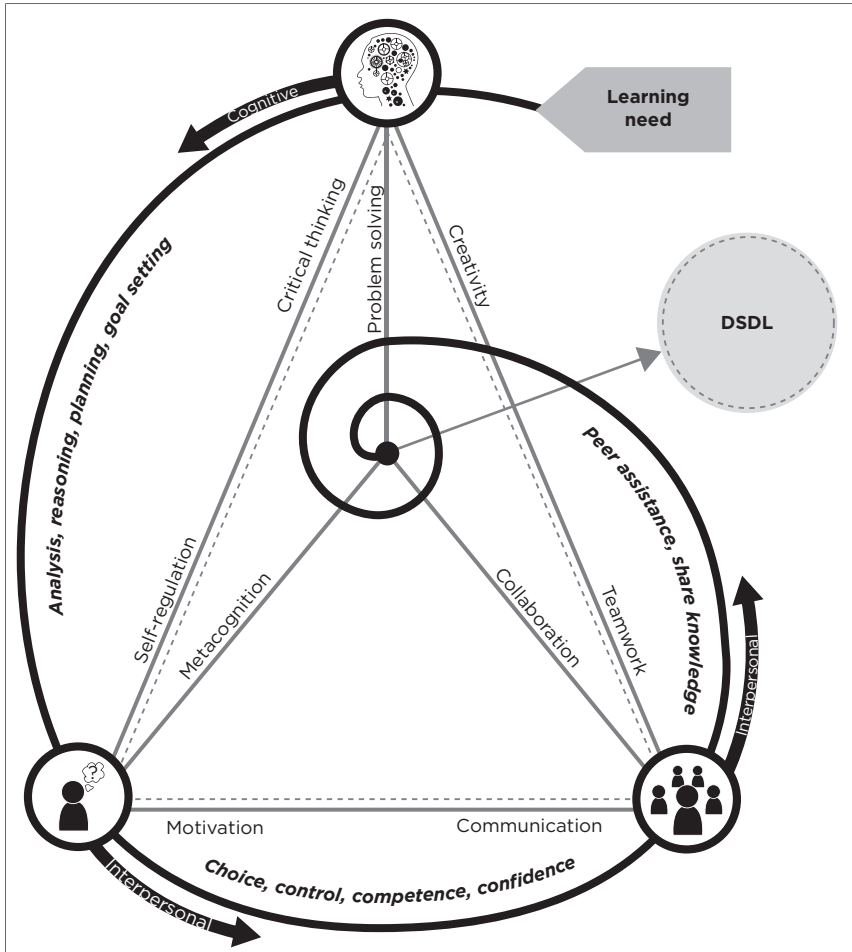 Learning
need
Cognitive
Critical thinking
Problem solving
Creativity
Analysis, reasoning, planning, goal setting
DSDL
Peer assistance, share knowledge
Self-regulation
Metacognition
Collaboration
Teamwork
Interpersonal
?
Motivation
Communication
Choice, control, competence, confidence
Interpersonal